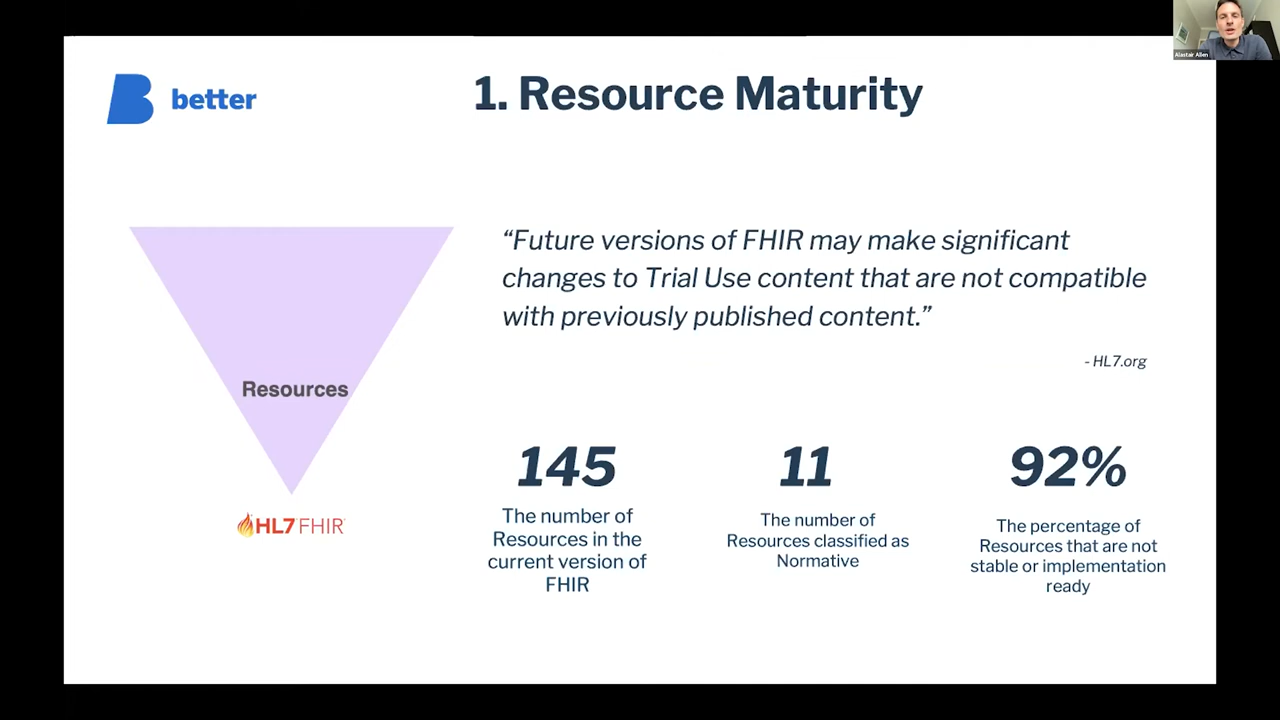 Alastair Allen
better
1. Resource Maturity
“Future versions of FHIR may make significant
changes to Trial Use content that are not compatible
with previously published content.”
- HL7.org
Resources
HL7 FHIR®
145
The number of
Resources in the
current version of
FHIR
11
The number of
Resources classified as
Normative
92%
The percentage of
Resources that are not
stable or implementation
ready